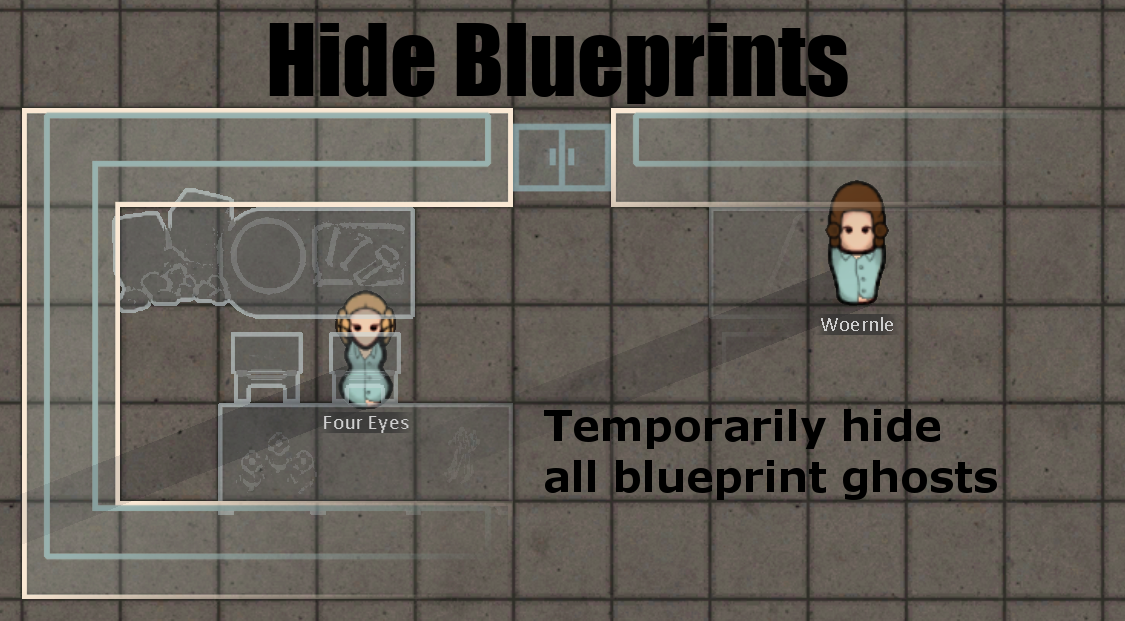 Hide Blueprints
Woernle
Four Eyes
Temporarily hide
all blueprint ghosts